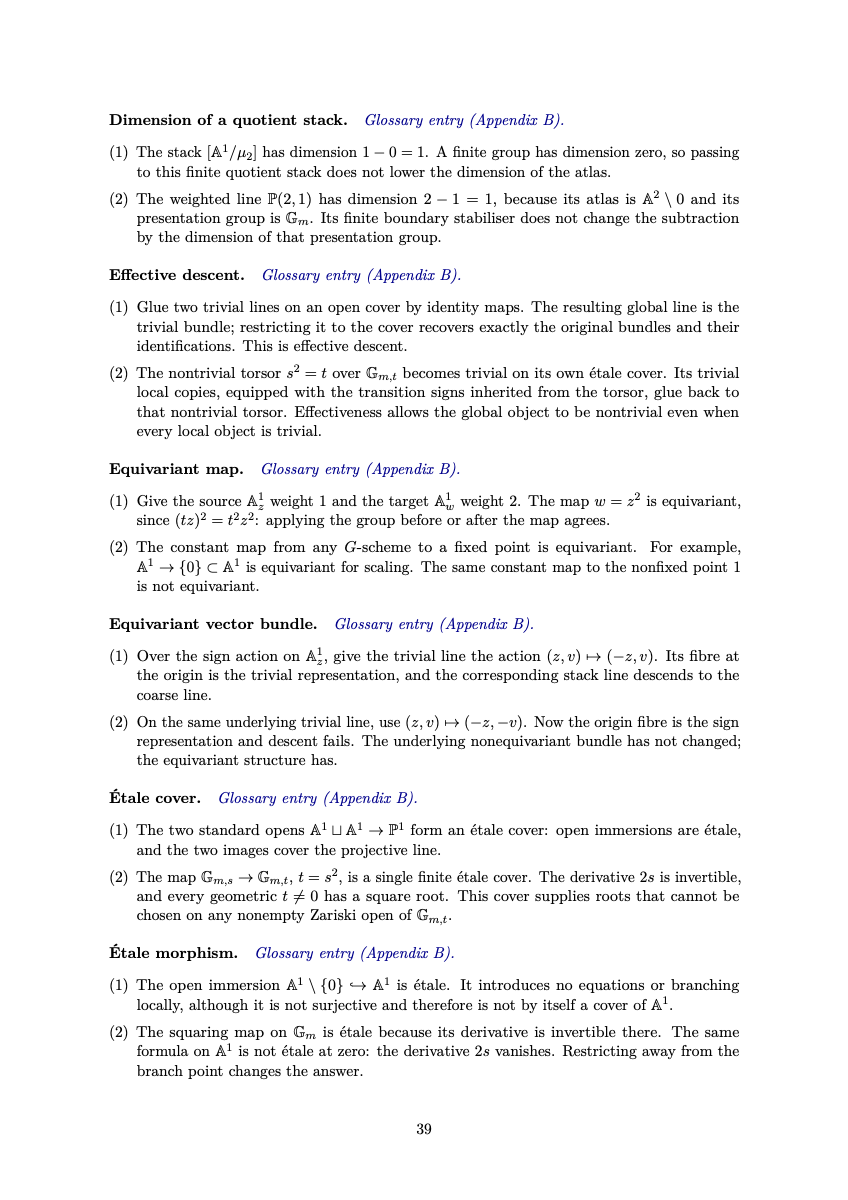 Dimension of a quotient stack. Glossary entry (Appendix B).
(1) The stack [𝔸¹/μ₂] has dimension 1 − 0 = 1. A finite group has dimension zero, so passing
to this finite quotient stack does not lower the dimension of the atlas.
(2) The weighted line ℙ(2, 1) has dimension 2 − 1 = 1, because its atlas is 𝔸² \ 0 and its
presentation group is 𝔾ₘ. Its finite boundary stabiliser does not change the subtraction
by the dimension of that presentation group.
Effective descent. Glossary entry (Appendix B).
(1) Glue two trivial lines on an open cover by identity maps. The resulting global line is the
trivial bundle; restricting it to the cover recovers exactly the original bundles and their
identifications. This is effective descent.
(2) The nontrivial torsor s² = t over 𝔾ₘ,ₜ becomes trivial on its own étale cover. Its trivial
local copies, equipped with the transition signs inherited from the torsor, glue back to
that nontrivial torsor. Effectiveness allows the global object to be nontrivial even when
every local object is trivial.
Equivariant map. Glossary entry (Appendix B).
(1) Give the source 𝔸¹_z weight 1 and the target 𝔸¹_w weight 2. The map w = z² is equivariant,
since (tz)² = t²z²: applying the group before or after the map agrees.
(2) The constant map from any G-scheme to a fixed point is equivariant. For example,
𝔸¹ → {0} ⊂ 𝔸¹ is equivariant for scaling. The same constant map to the nonfixed point 1
is not equivariant.
Equivariant vector bundle. Glossary entry (Appendix B).
(1) Over the sign action on 𝔸¹_z, give the trivial line the action (z, v) ↦ (−z, v). Its fibre at
the origin is the trivial representation, and the corresponding stack line descends to the
coarse line.
(2) On the same underlying trivial line, use (z, v) ↦ (−z, −v). Now the origin fibre is the sign
representation and descent fails. The underlying nonequivariant bundle has not changed;
the equivariant structure has.
Étale cover. Glossary entry (Appendix B).
(1) The two standard opens 𝔸¹ ⊔ 𝔸¹ → ℙ¹ form an étale cover: open immersions are étale,
and the two images cover the projective line.
(2) The map 𝔾ₘ,ₛ → 𝔾ₘ,ₜ, t = s², is a single finite étale cover. The derivative 2s is invertible,
and every geometric t ≠ 0 has a square root. This cover supplies roots that cannot be
chosen on any nonempty Zariski open of 𝔾ₘ,ₜ.
Étale morphism. Glossary entry (Appendix B).
(1) The open immersion 𝔸¹ \ {0} ↪ 𝔸¹ is étale. It introduces no equations or branching
locally, although it is not surjective and therefore is not by itself a cover of 𝔸¹.
(2) The squaring map on 𝔾ₘ is étale because its derivative is invertible there. The same
formula on 𝔸¹ is not étale at zero: the derivative 2s vanishes. Restricting away from the
branch point changes the answer.
39